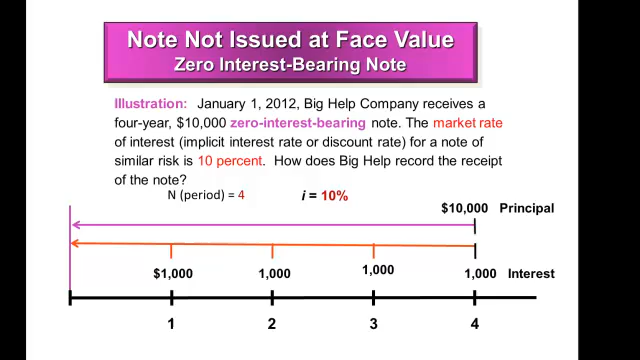 Note Not Issued at Face Value
Zero Interest-Bearing Note
Illustration: January 1, 2012, Big Help Company receives a
four-year, $10,000 zero-interest-bearing note. The market rate
of interest (implicit interest rate or discount rate) for a note of
similar risk is 10 percent. How does Big Help record the receipt
of the note?
N (period) = 4 i = 10%
$10,000 Principal
$1,000 1,000 1,000 1,000 Interest
1 2 3 4